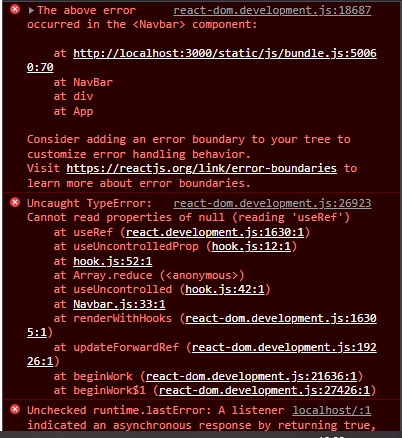 ▶The above error react-dom.development.js:18687
occurred in the <Navbar> component:
at http://localhost:3000/static/js/bundle.js:5006
0:70
at NavBar
at div
at App
Consider adding an error boundary to your tree to
customize error handling behavior.
Visit https://reactjs.org/link/error-boundaries to
learn more about error boundaries.
Uncaught TypeError: react-dom.development.js:26923
Cannot read properties of null (reading 'useRef')
at useRef (react.development.js:1630:1)
at useUncontrolledProp (hook.js:12:1)
at hook.js:52:1
at Array.reduce (<anonymous>)
at useUncontrolled (hook.js:42:1)
at Navbar.js:33:1
at renderWithHooks (react-dom.development.js:1630
5:1)
at updateForwardRef (react-dom.development.js:192
26:1)
at beginWork (react-dom.development.js:21636:1)
at beginWork$1 (react-dom.development.js:27426:1)
Unchecked runtime.lastError: A listener localhost/:1
indicated an asynchronous response by returning true,